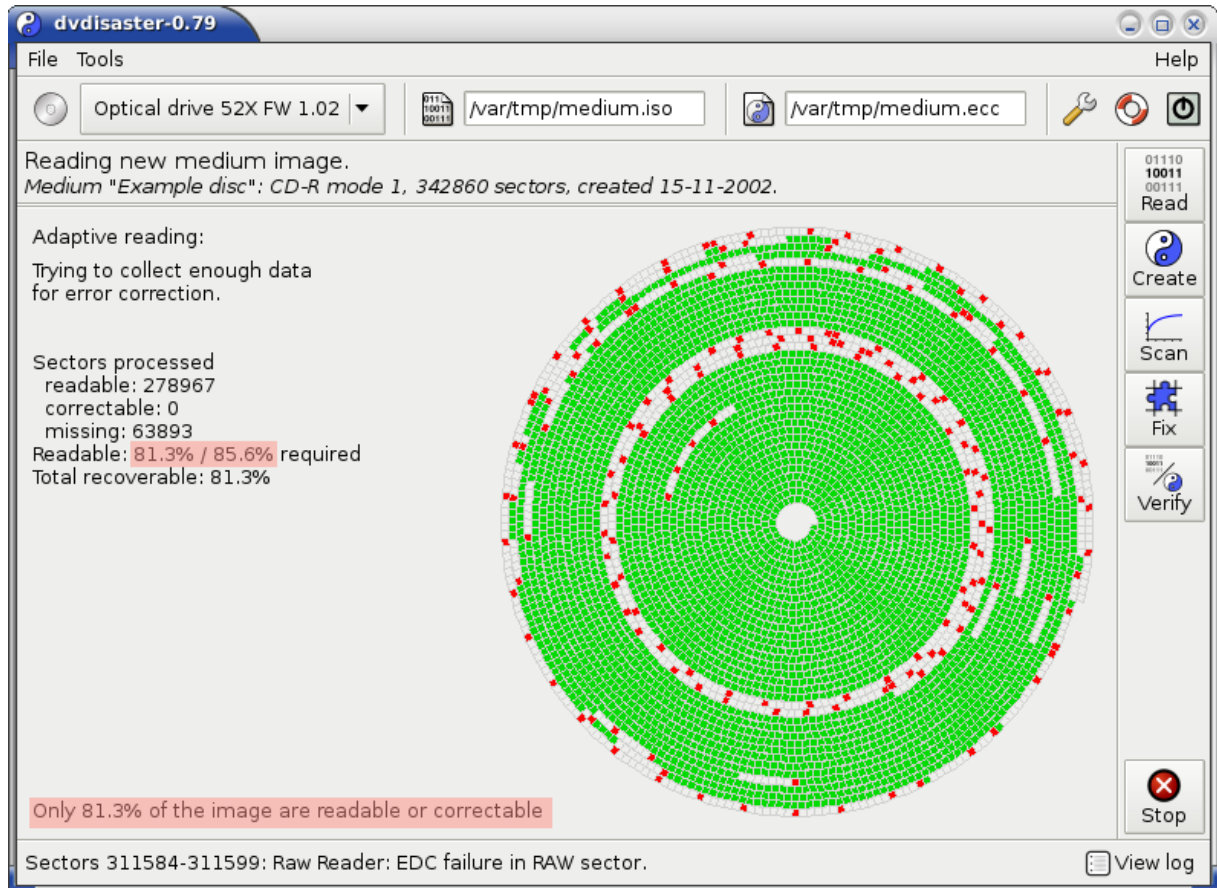 dvdisaster-0.79
File Tools Help
Optical drive 52X FW 1.02 /var/tmp/medium.iso /var/tmp/medium.ecc
Reading new medium image.
Medium "Example disc": CD-R mode 1, 342860 sectors, created 15-11-2002.
Adaptive reading:
Trying to collect enough data
for error correction.
Sectors processed
readable: 278967
correctable: 0
missing: 63893
Readable: 81.3% / 85.6% required
Total recoverable: 81.3%
Only 81.3% of the image are readable or correctable
01110
10011
00111
Read
Create
Scan
Fix
Verify
Stop
Sectors 311584-311599: Raw Reader: EDC failure in RAW sector. View log